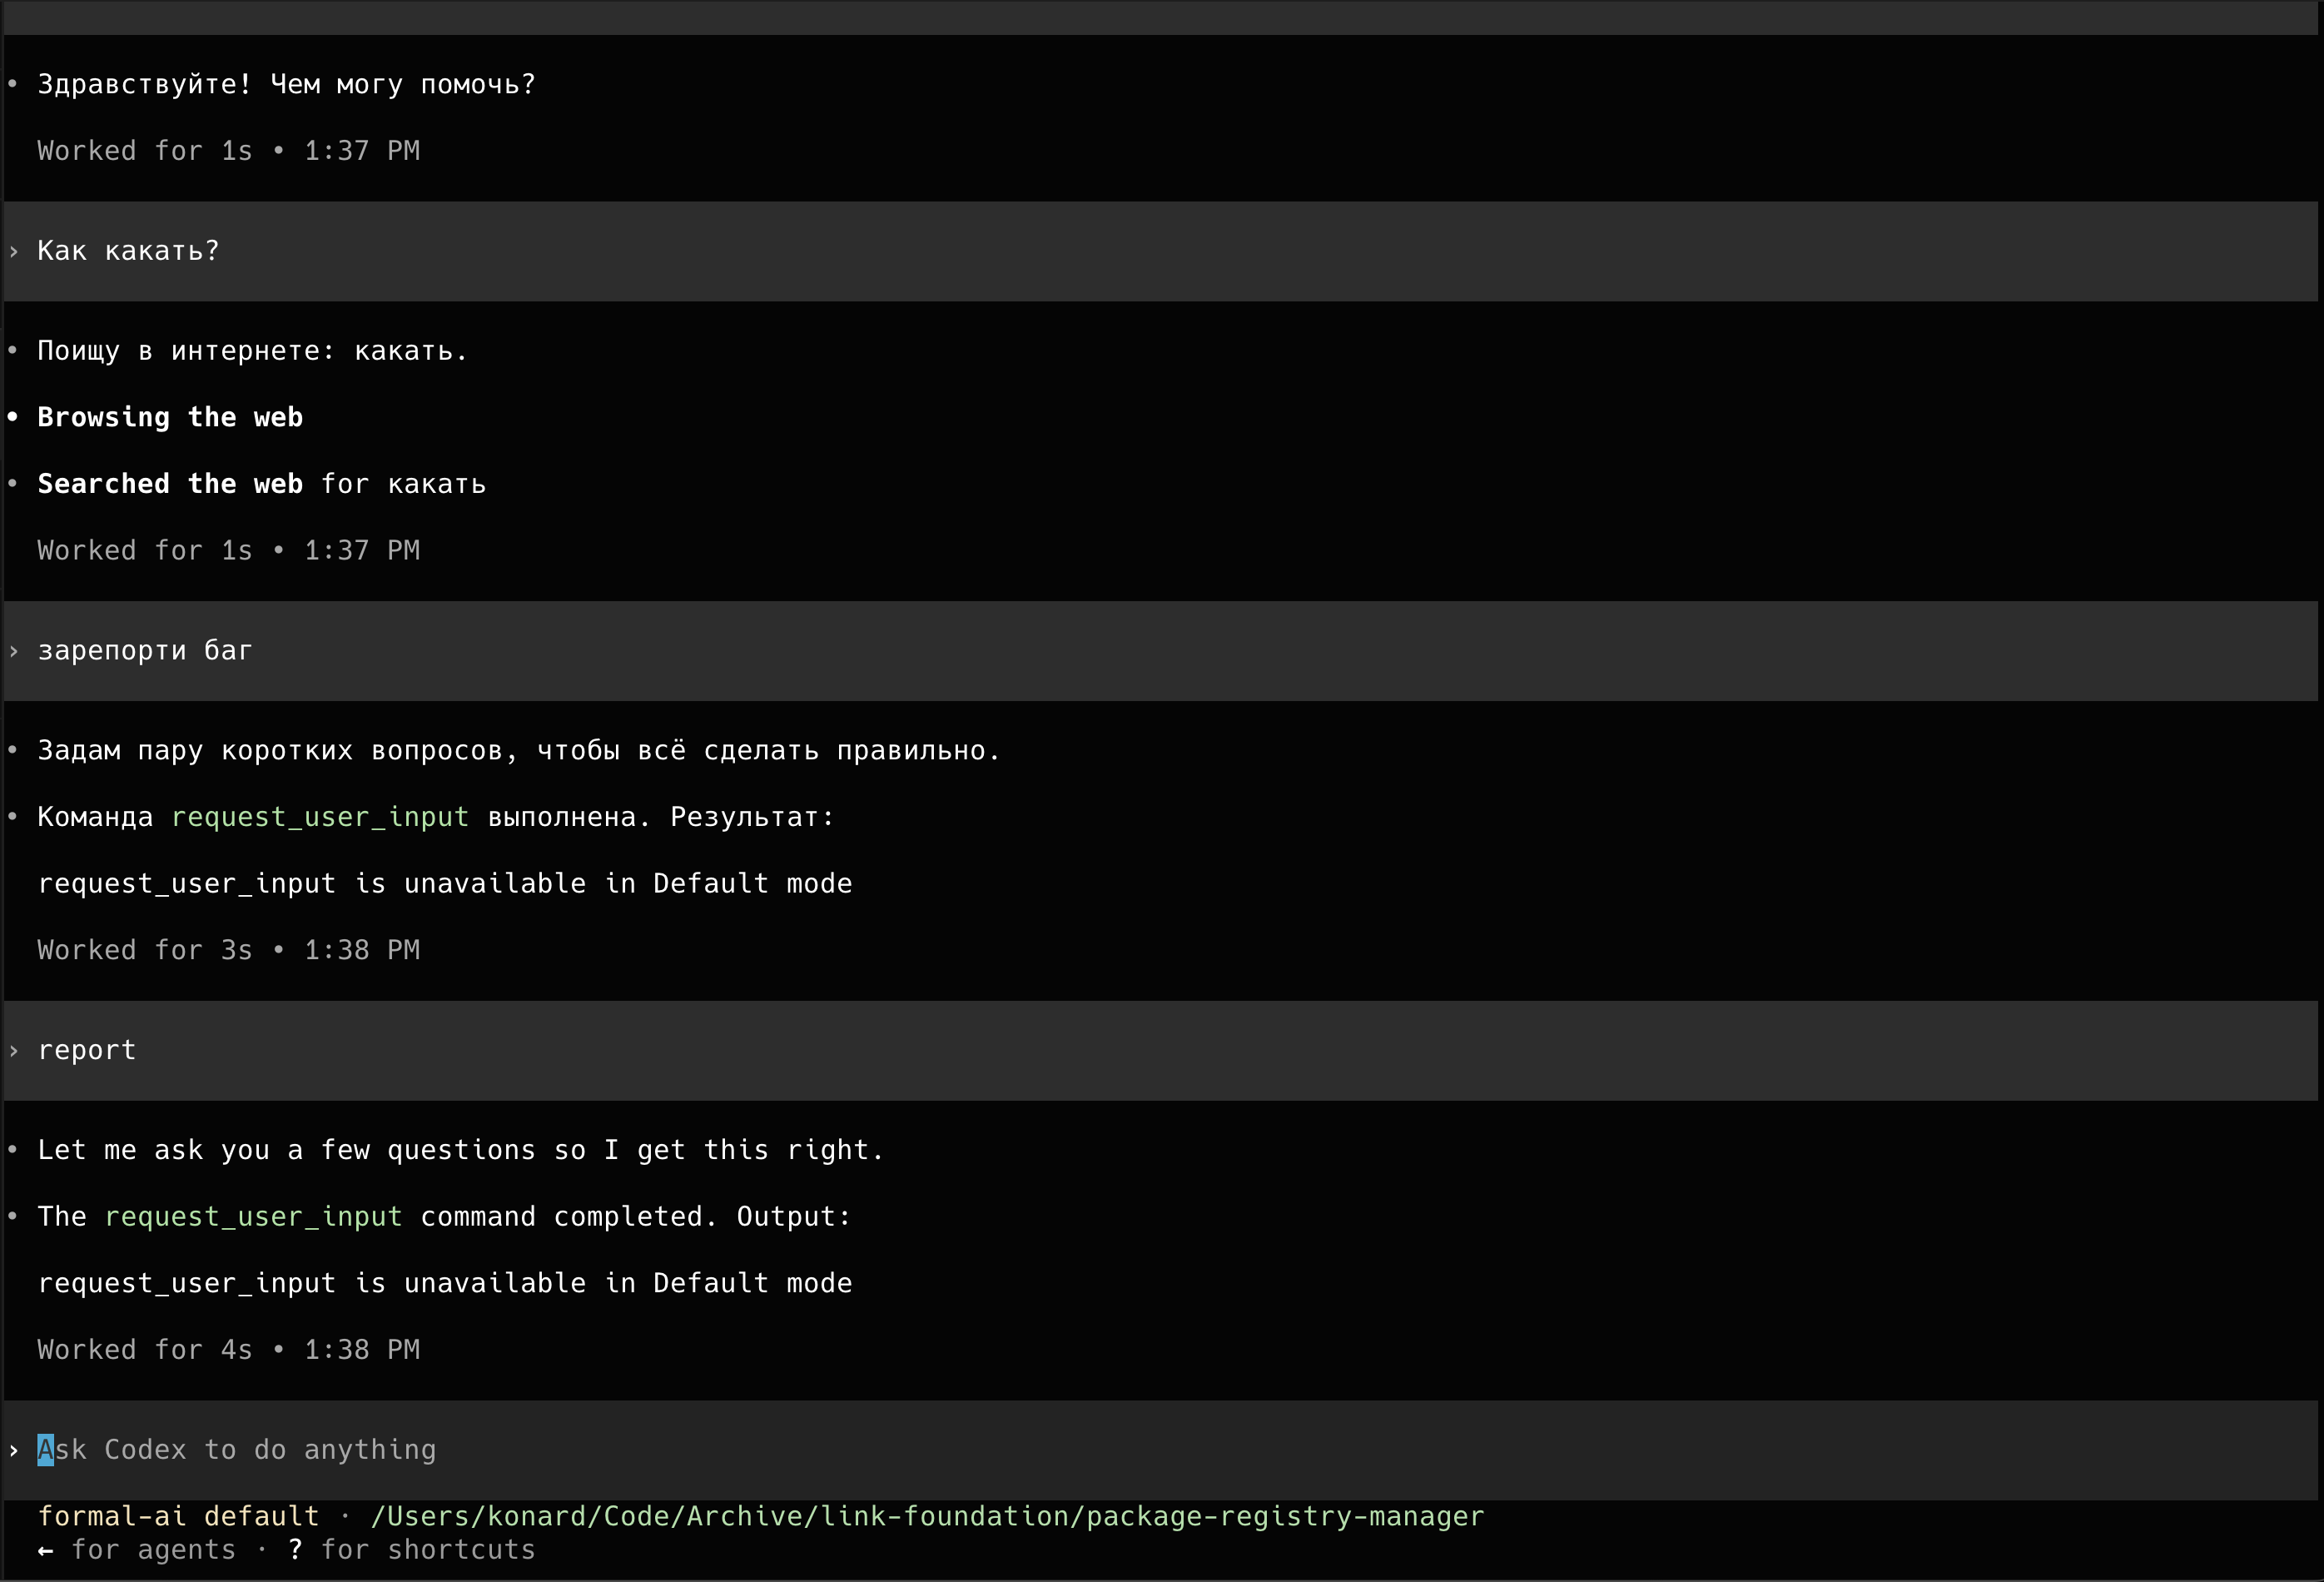 • Здравствуйте! Чем могу помочь?
Worked for 1s • 1:37 PM
› Как какать?
• Поищу в интернете: какать.
• Browsing the web
• Searched the web for какать
Worked for 1s • 1:37 PM
› зарепорти баг
• Задам пару коротких вопросов, чтобы всё сделать правильно.
• Команда request_user_input выполнена. Результат:
request_user_input is unavailable in Default mode
Worked for 3s • 1:38 PM
› report
• Let me ask you a few questions so I get this right.
• The request_user_input command completed. Output:
request_user_input is unavailable in Default mode
Worked for 4s • 1:38 PM
› Ask Codex to do anything
formal-ai default · /Users/konard/Code/Archive/link-foundation/package-registry-manager
← for agents · ? for shortcuts